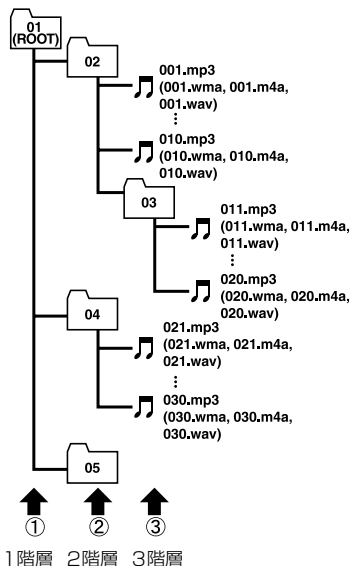 01
(ROOT)
02
001.mp3
(001.wma, 001.m4a,
001.wav)
⋮
010.mp3
(010.wma, 010.m4a,
010.wav)
03
011.mp3
(011.wma, 011.m4a,
011.wav)
⋮
020.mp3
(020.wma, 020.m4a,
020.wav)
04
021.mp3
(021.wma, 021.m4a,
021.wav)
⋮
030.mp3
(030.wma, 030.m4a,
030.wav)
05
① ② ③
1階層 2階層 3階層